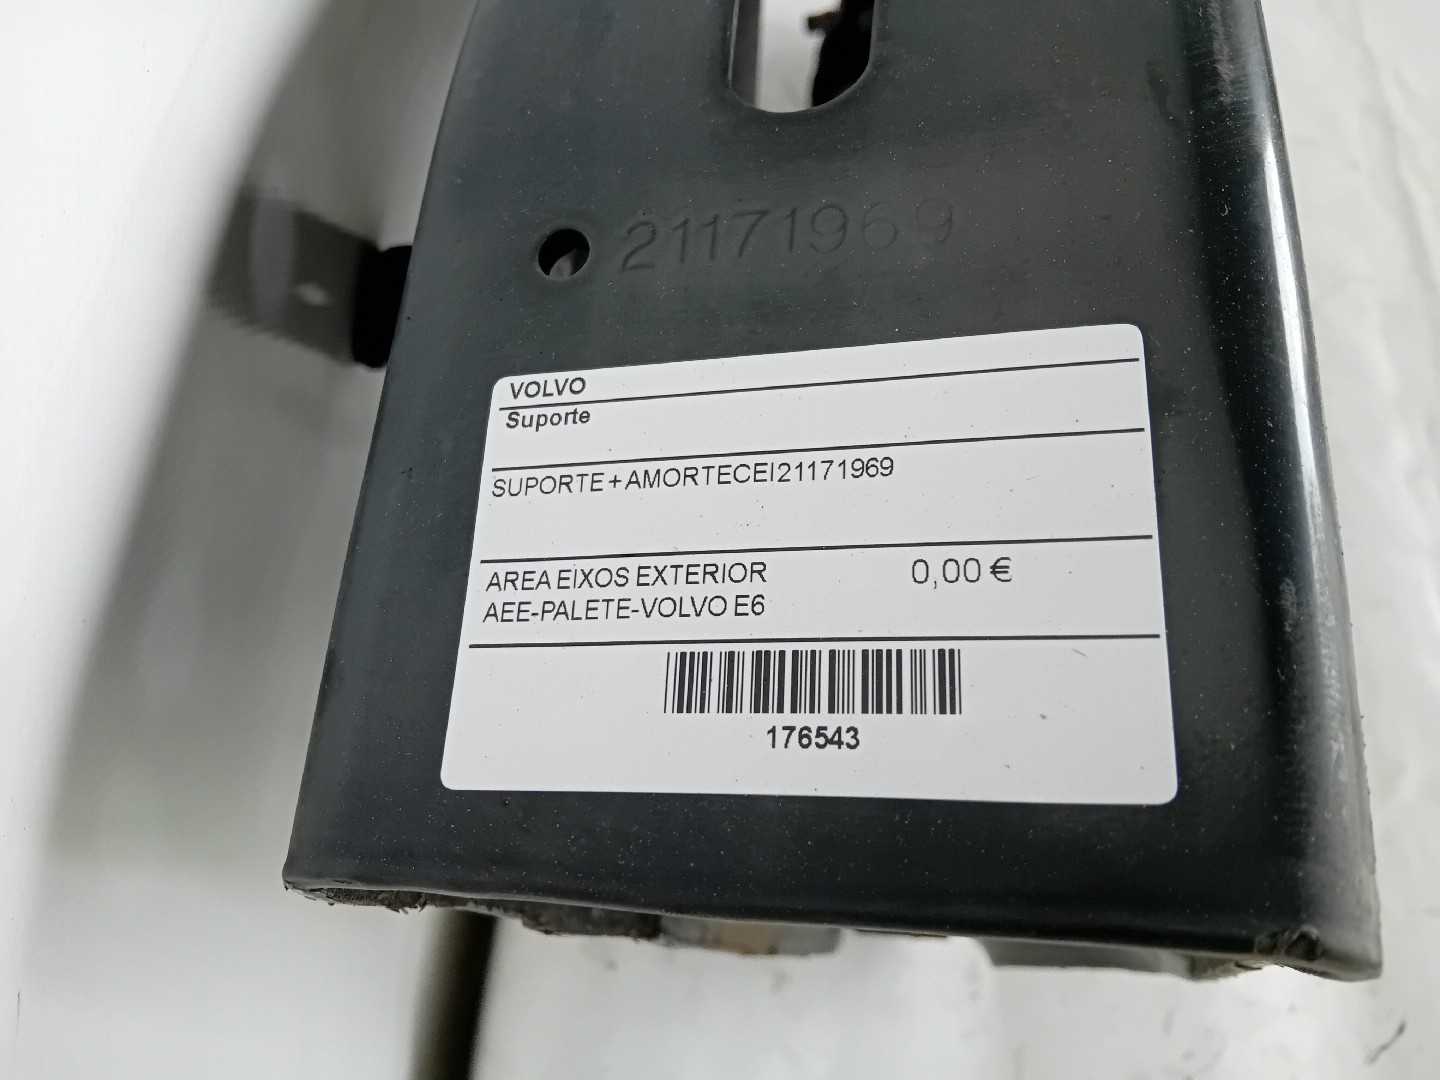 21171969
VOLVO
Suporte
SUPORTE+AMORTECEI21171969
AREA EIXOS EXTERIOR 0,00 €
AEE-PALETE-VOLVO E6
176543